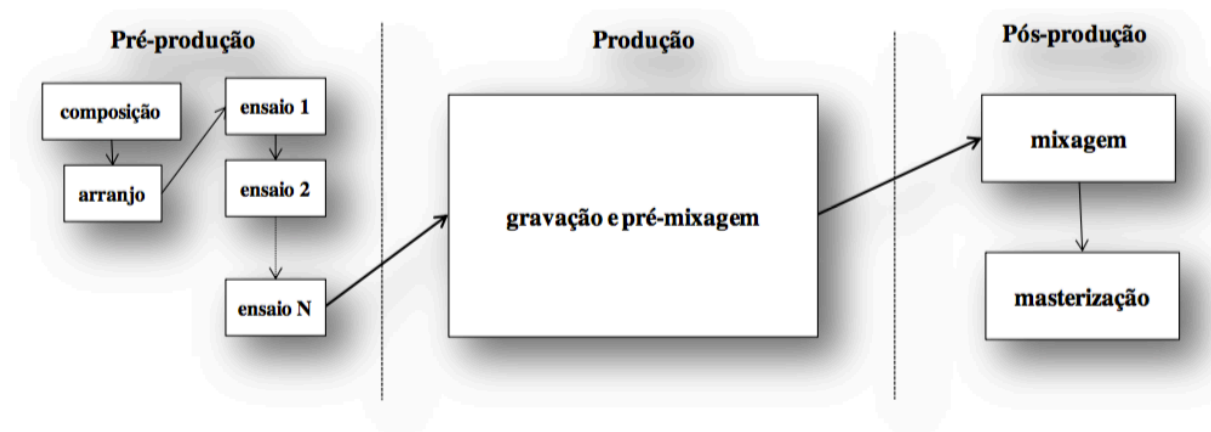 Pré-produção
composição
arranjo
ensaio 1
ensaio 2
ensaio N
Produção
gravação e pré-mixagem
Pós-produção
mixagem
masterização